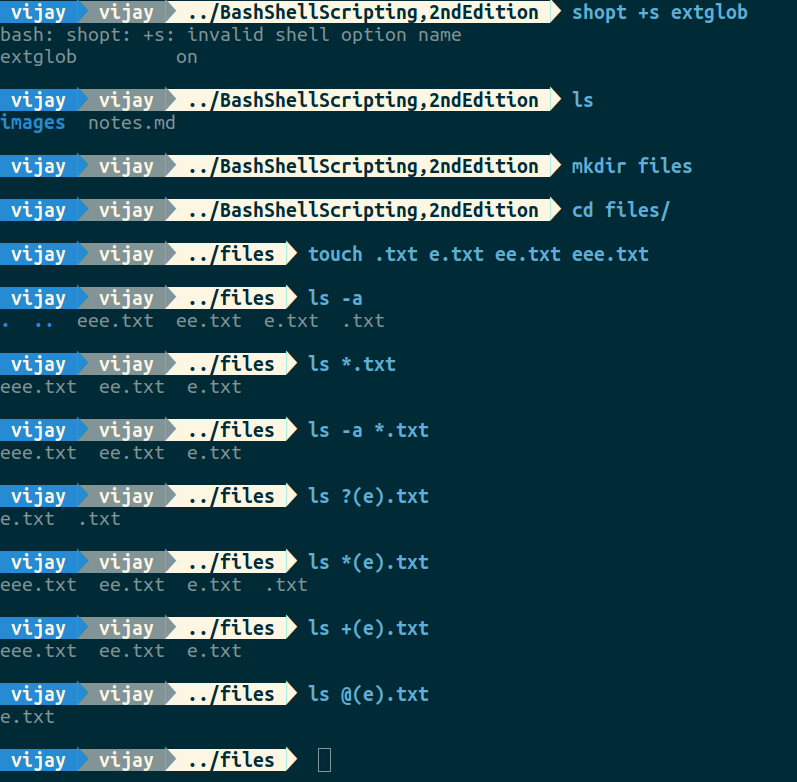 vijay vijay ../BashShellScripting,2ndEdition shopt +s extglob
bash: shopt: +s: invalid shell option name
extglob         on
vijay vijay ../BashShellScripting,2ndEdition ls
images  notes.md
vijay vijay ../BashShellScripting,2ndEdition mkdir files
vijay vijay ../BashShellScripting,2ndEdition cd files/
vijay vijay ../files touch .txt e.txt ee.txt eee.txt
vijay vijay ../files ls -a
.  ..  eee.txt  ee.txt  e.txt  .txt
vijay vijay ../files ls *.txt
eee.txt  ee.txt  e.txt
vijay vijay ../files ls -a *.txt
eee.txt  ee.txt  e.txt
vijay vijay ../files ls ?(e).txt
e.txt  .txt
vijay vijay ../files ls *(e).txt
eee.txt  ee.txt  e.txt  .txt
vijay vijay ../files ls +(e).txt
eee.txt  ee.txt  e.txt
vijay vijay ../files ls @(e).txt
e.txt
vijay vijay ../files